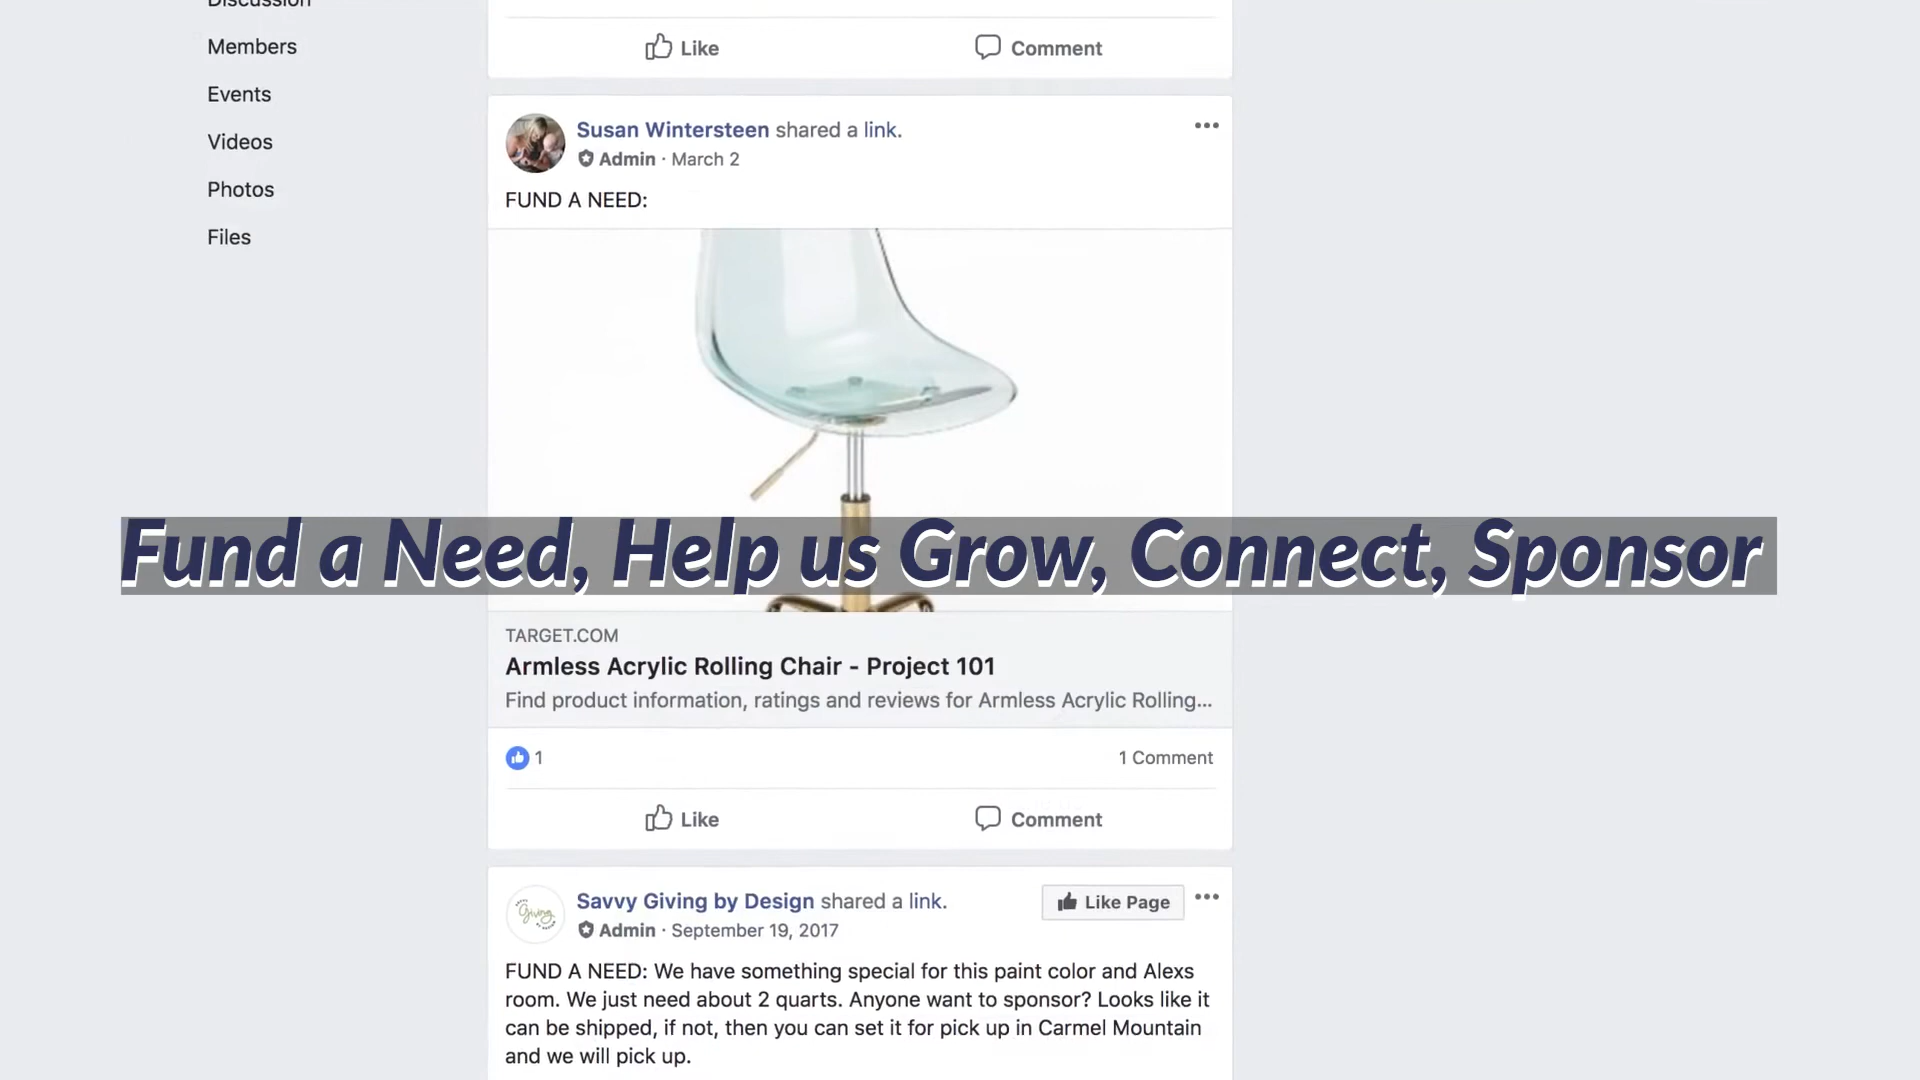 Discussion
Members
Events
Videos
Photos
Files
Like
Comment
Susan Wintersteen shared a link.
Admin · March 2
FUND A NEED:
Fund a Need, Help us Grow, Connect, Sponsor
TARGET.COM
Armless Acrylic Rolling Chair - Project 101
Find product information, ratings and reviews for Armless Acrylic Rolling...
1
1 Comment
Like
Comment
Giving
Savvy Giving by Design shared a link.
Like Page
Admin · September 19, 2017
FUND A NEED: We have something special for this paint color and Alexs
room. We just need about 2 quarts. Anyone want to sponsor? Looks like it
can be shipped, if not, then you can set it for pick up in Carmel Mountain
and we will pick up.